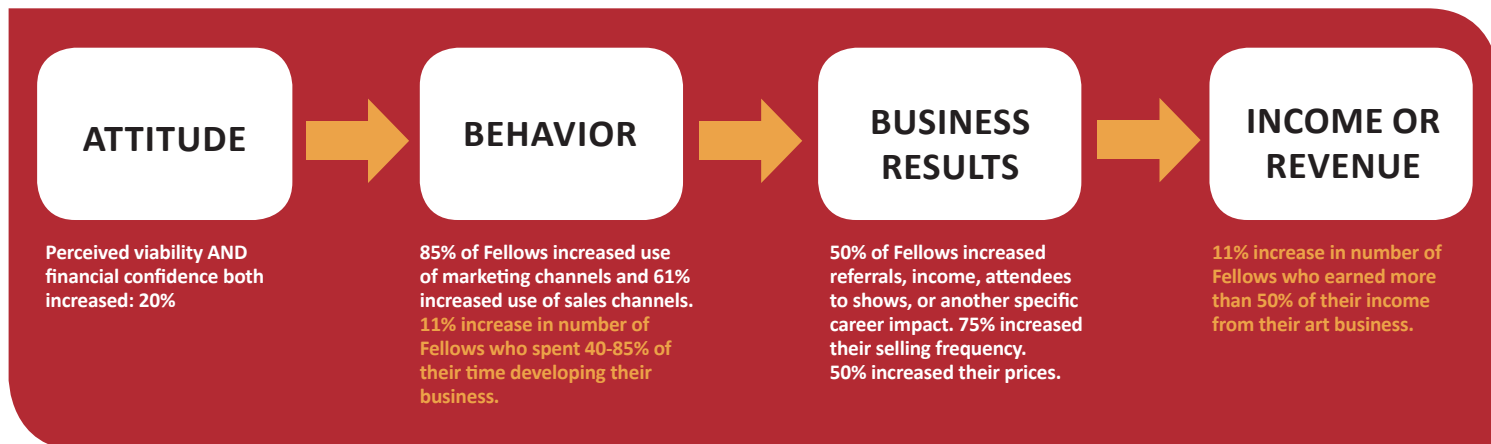 ATTITUDE
Perceived viability AND
financial confidence both
increased: 20%
BEHAVIOR
85% of Fellows increased use
of marketing channels and 61%
increased use of sales channels.
11% increase in number of
Fellows who spent 40-85% of
their time developing their
business.
BUSINESS
RESULTS
50% of Fellows increased
referrals, income, attendees
to shows, or another specific
career impact. 75% increased
their selling frequency.
50% increased their prices.
INCOME OR
REVENUE
11% increase in number of
Fellows who earned more
than 50% of their income
from their art business.